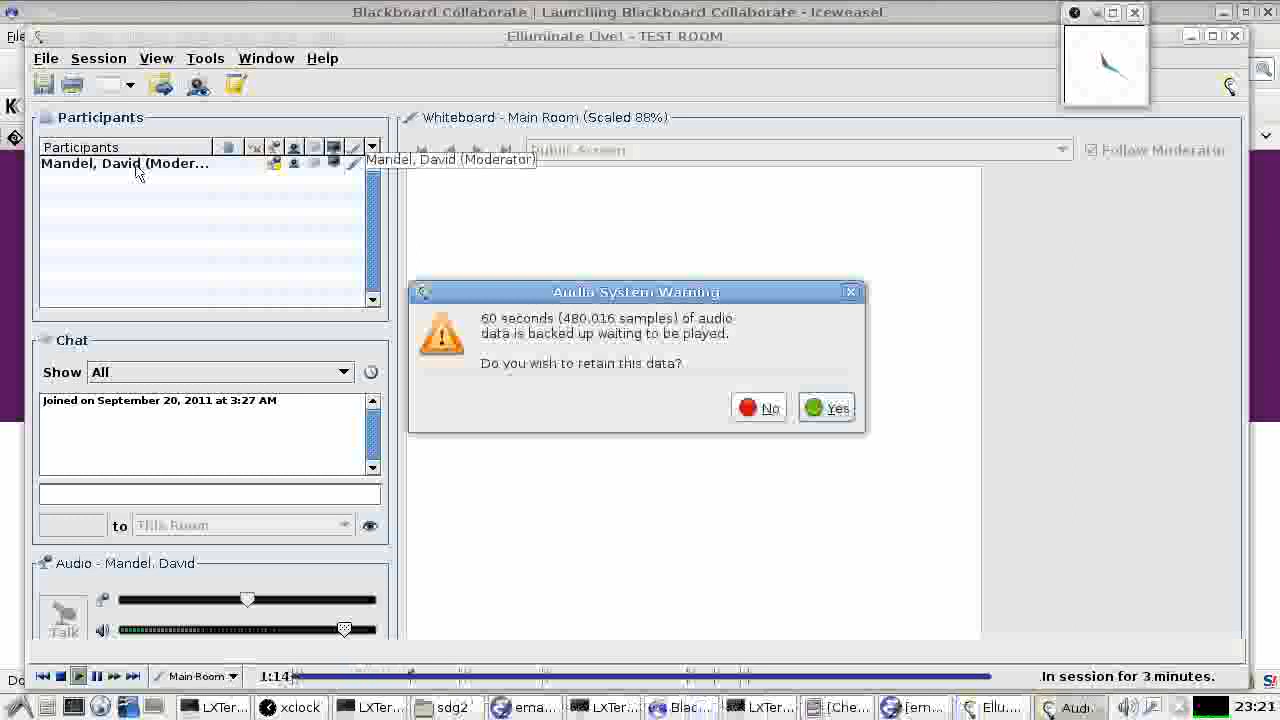 Blackboard Collaborate | Launching Blackboard Collaborate - Iceweasel
Elluminate Live! - TEST ROOM
File Session View Tools Window Help
Participants
Participants
Mandel, David (Moder...
Mandel, David (Moderator)
Chat
Show All
Joined on September 20, 2011 at 3:27 AM
to This Room
Audio - Mandel, David
Talk
Whiteboard - Main Room (Scaled 88%)
Public Screen
Follow Moderator
Audio System Warning
60 seconds (480,016 samples) of audio
data is backed up waiting to be played.
Do you wish to retain this data?
No Yes
Main Room 1:14 In session for 3 minutes.
LXTer... xclock LXTer... sdg2 ema... LXTer... Blac... LXTer... [Che... [em... Ellu... Audi... 23:21